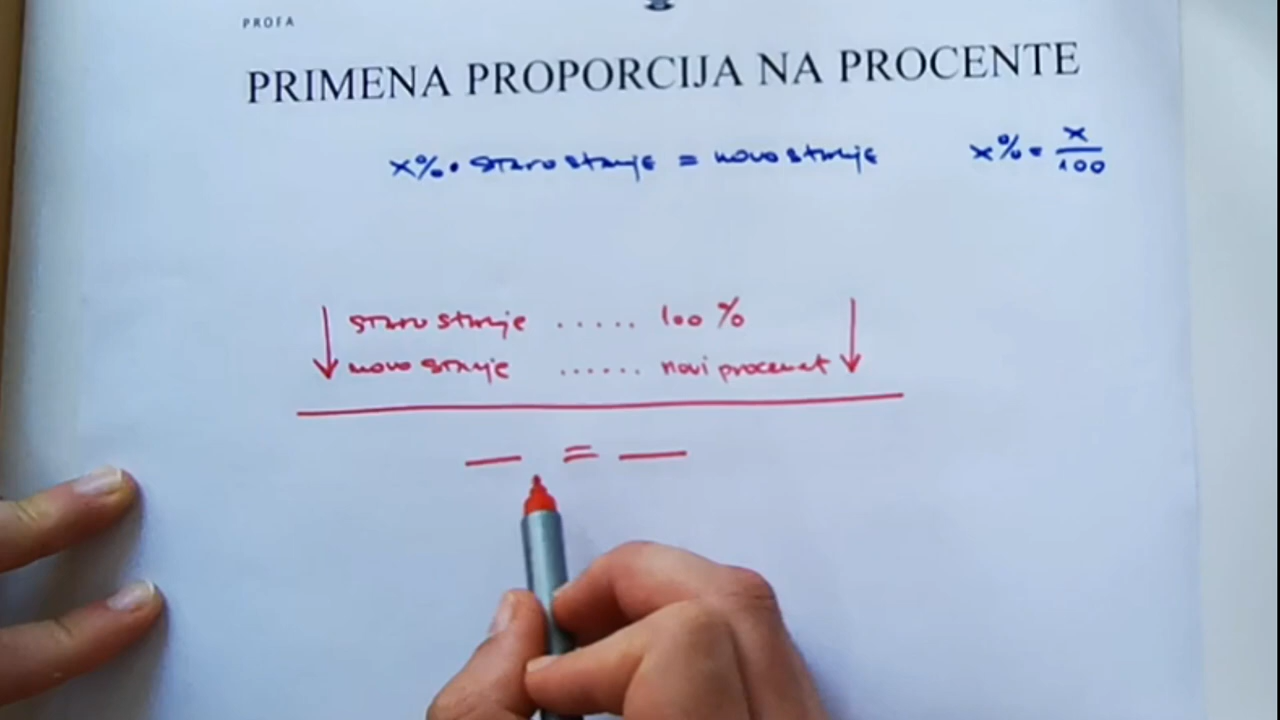 PROFA
PRIMENA PROPORCIJA NA PROCENTE
x% · staro stanje = novo stanje x% = x/100
staro stanje ..... 100%
novo stanje ...... novi procenat
=